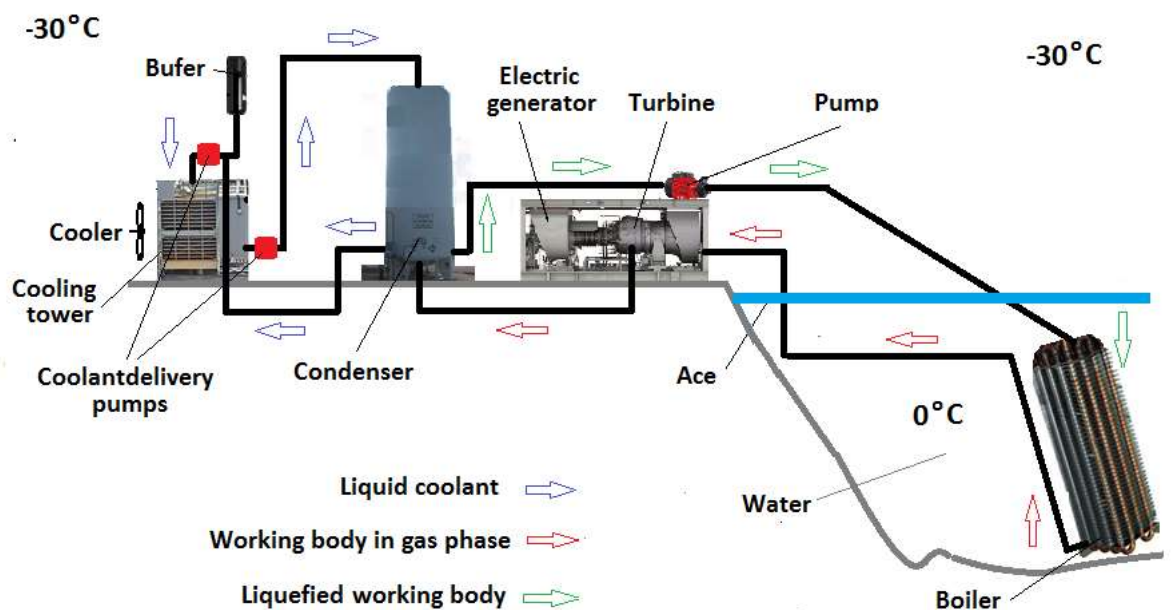 -30°C
-30°C
Bufer
Electric
generator
Turbine
Pump
Cooler
Cooling
tower
Coolantdelivery
pumps
Condenser
Ace
0°C
Water
Boiler
Liquid coolant
Working body in gas phase
Liquefied working body